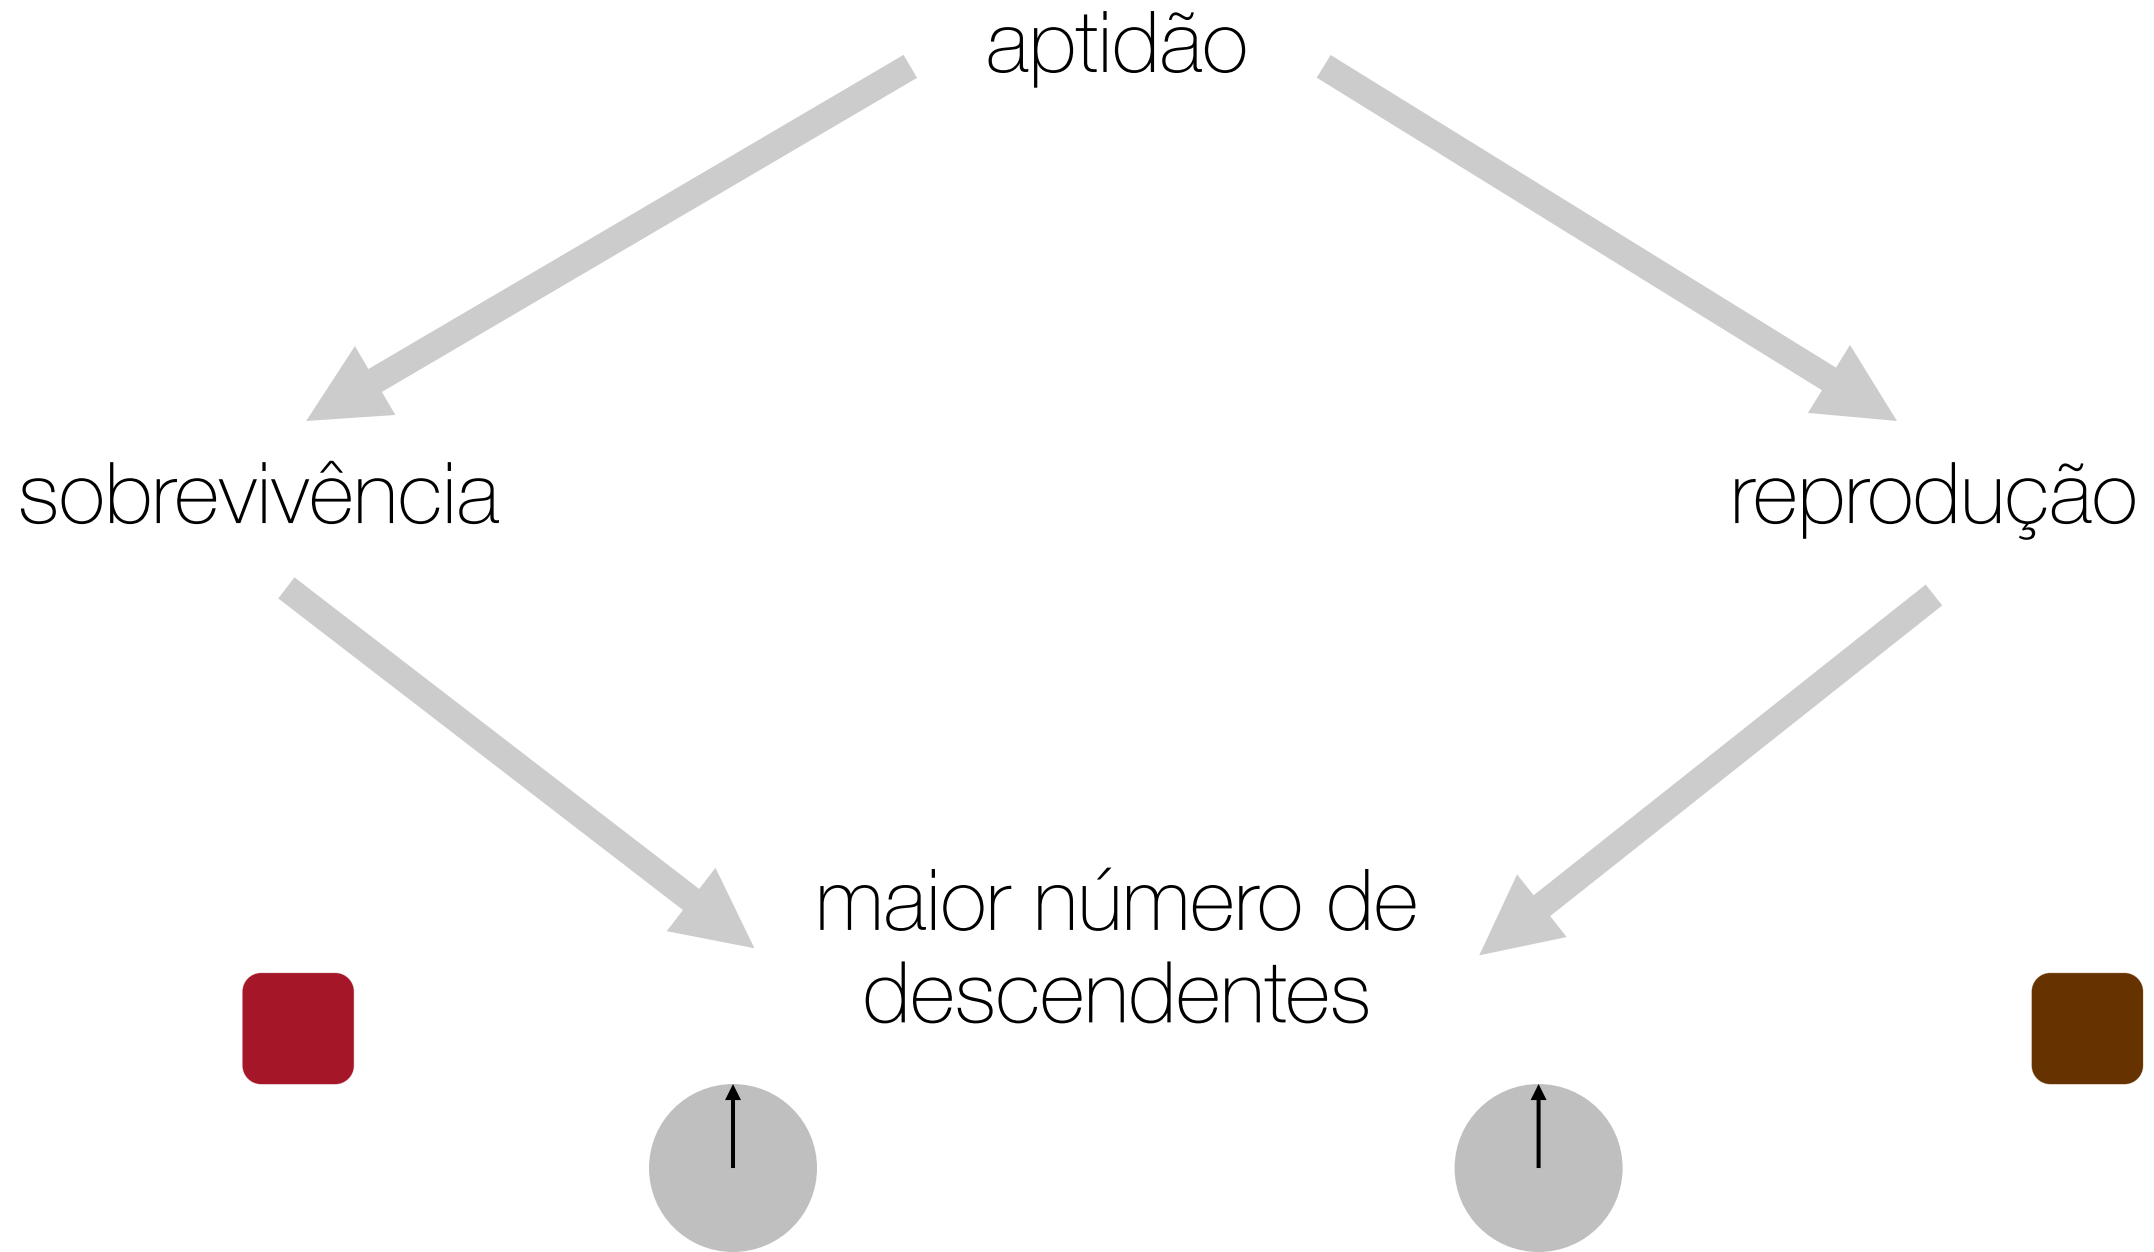 aptidão
sobrevivência
reprodução
maior número de
descendentes